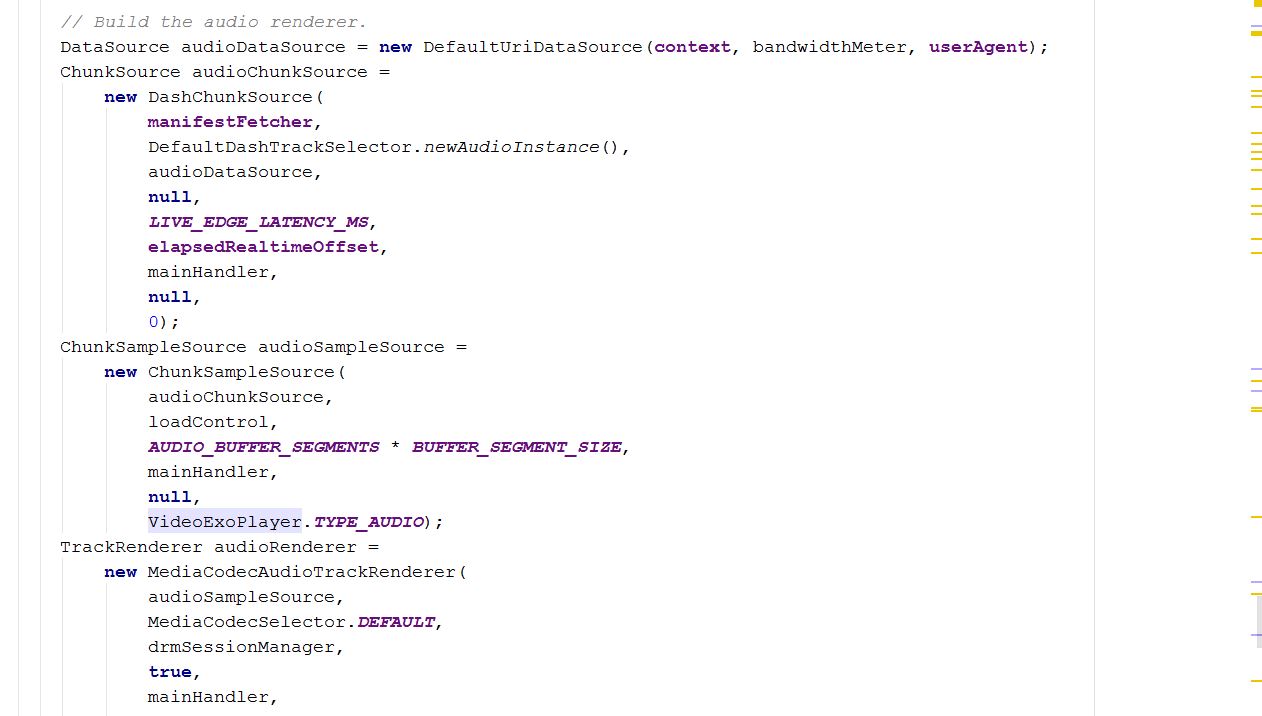 // Build the audio renderer.
DataSource audioDataSource = new DefaultUriDataSource(context, bandwidthMeter, userAgent);
ChunkSource audioChunkSource =
new DashChunkSource(
manifestFetcher,
DefaultDashTrackSelector.newAudioInstance(),
audioDataSource,
null,
LIVE_EDGE_LATENCY_MS,
elapsedRealtimeOffset,
mainHandler,
null,
0);
ChunkSampleSource audioSampleSource =
new ChunkSampleSource(
audioChunkSource,
loadControl,
AUDIO_BUFFER_SEGMENTS * BUFFER_SEGMENT_SIZE,
mainHandler,
null,
VideoExoPlayer.TYPE_AUDIO);
TrackRenderer audioRenderer =
new MediaCodecAudioTrackRenderer(
audioSampleSource,
MediaCodecSelector.DEFAULT,
drmSessionManager,
true,
mainHandler,